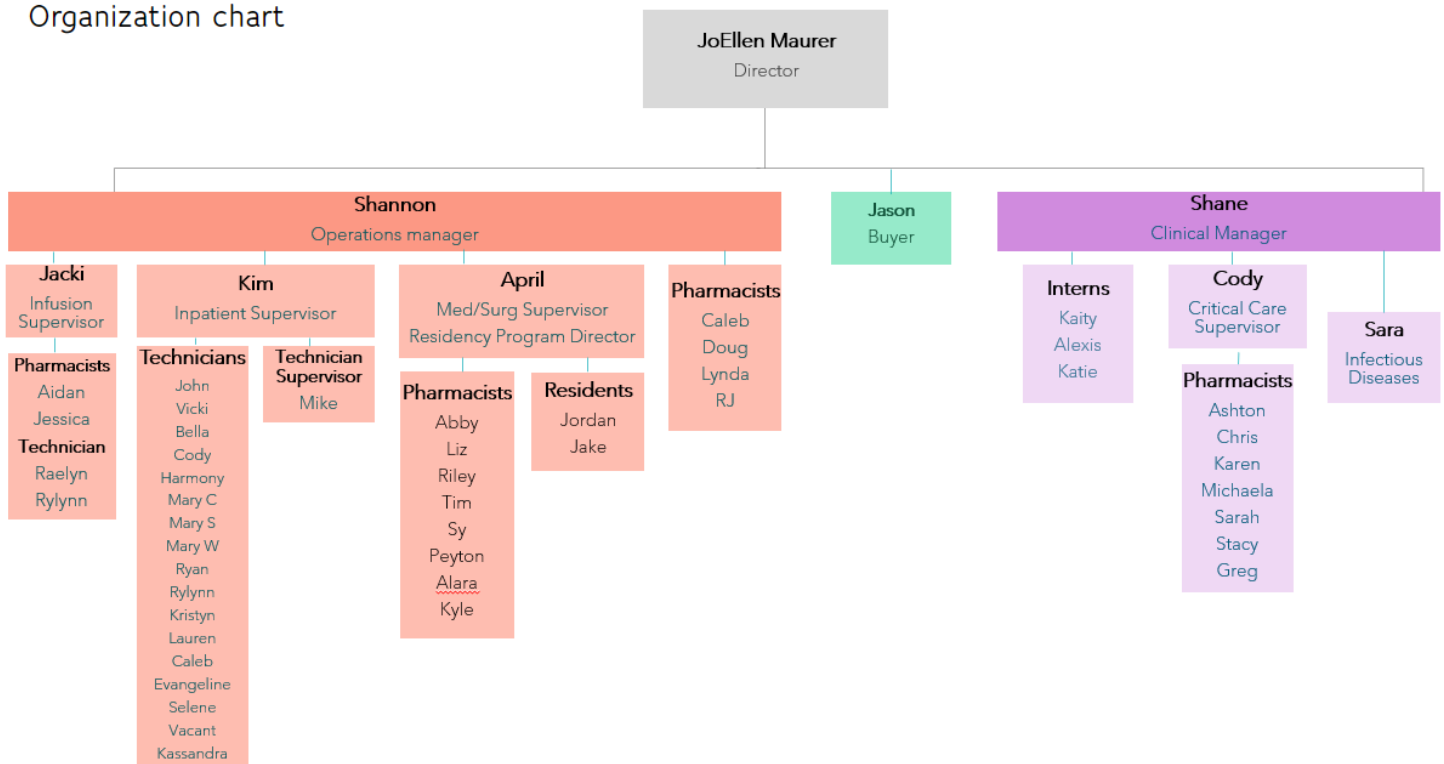 Organization chart
JoEllen Maurer
Director
Shannon
Operations manager
Jason
Buyer
Shane
Clinical Manager
Jacki
Infusion
Supervisor
Pharmacists
Aidan
Jessica
Technician
Raelyn
Rylynn
Kim
Inpatient Supervisor
Technicians
John
Vicki
Bella
Cody
Harmony
Mary C
Mary S
Mary W
Ryan
Rylynn
Kristyn
Lauren
Caleb
Evangeline
Selene
Vacant
Kassandra
Technician
Supervisor
Mike
April
Med/Surg Supervisor
Residency Program Director
Pharmacists
Abby
Liz
Riley
Tim
Sy
Peyton
Alara
Kyle
Residents
Jordan
Jake
Pharmacists
Caleb
Doug
Lynda
RJ
Interns
Kaity
Alexis
Katie
Cody
Critical Care
Supervisor
Pharmacists
Ashton
Chris
Karen
Michaela
Sarah
Stacy
Greg
Sara
Infectious
Diseases